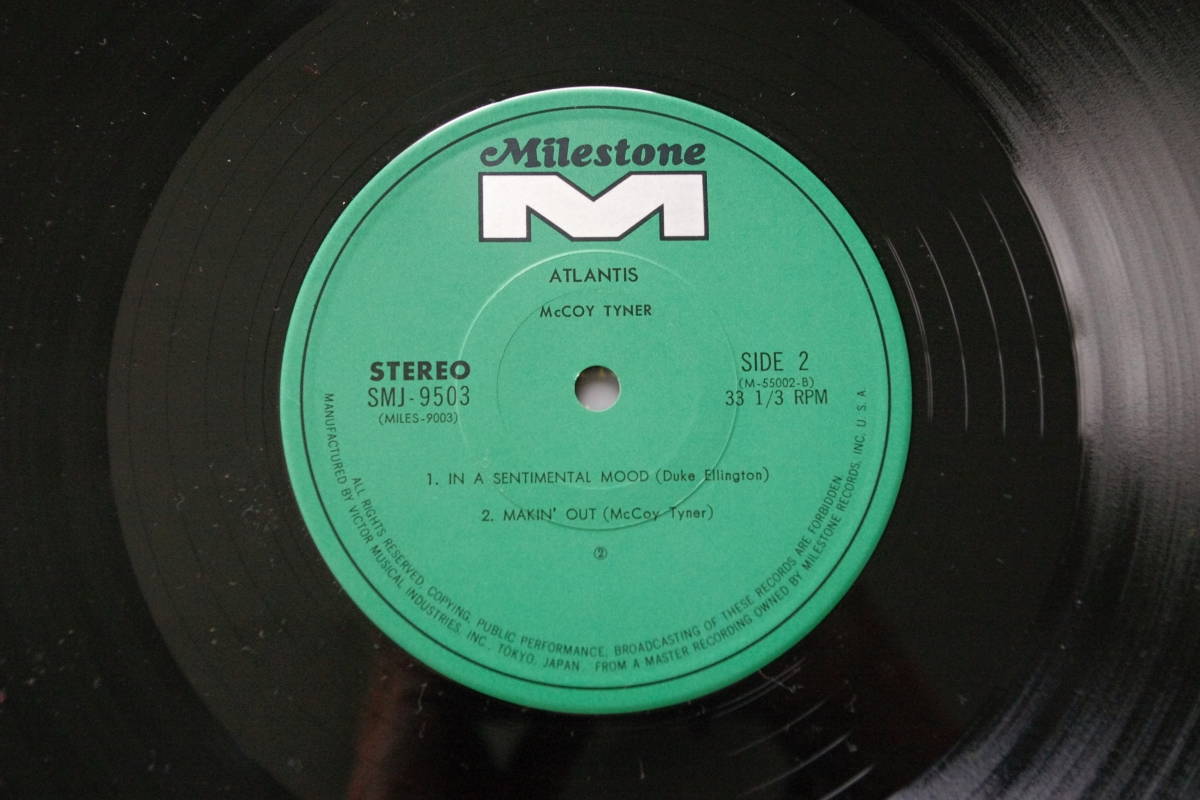 Milestone
M
ATLANTIS
McCOY TYNER
STEREO
SMJ-9503
(MILES-9003)
SIDE 2
(M-55002-B)
33 1/3 RPM
1. IN A SENTIMENTAL MOOD (Duke Ellington)
2. MAKIN' OUT (McCoy Tyner)
②
ALL RIGHTS RESERVED. COPYING, PUBLIC PERFORMANCE, BROADCASTING OF THESE RECORDS ARE FORBIDDEN.
MANUFACTURED BY VICTOR MUSICAL INDUSTRIES, INC., TOKYO, JAPAN. FROM A MASTER RECORDING OWNED BY MILESTONE RECORDS, INC. U.S.A.